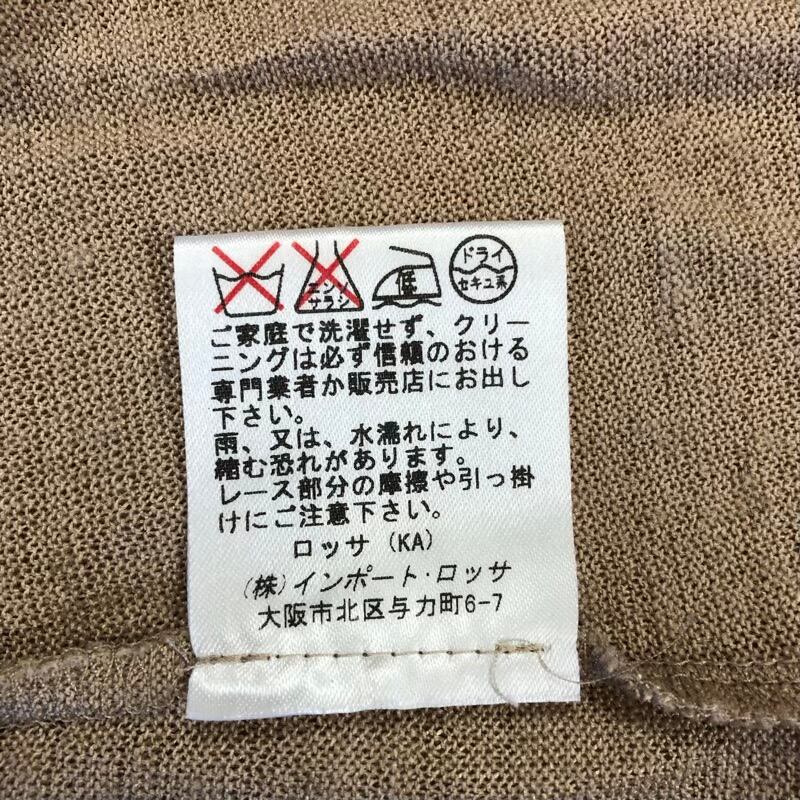 エンソ
サラシ
低
ドライ
セキユ系
ご家庭で洗濯せず、クリー
ニングは必ず信頼のおける
専門業者か販売店にお出し
下さい。
雨、又は、水濡れにより、
縮む恐れがあります。
レース部分の摩擦や引っ掛
けにご注意下さい。
ロッサ(KA)
(株)インポート・ロッサ
大阪市北区与力町6-7